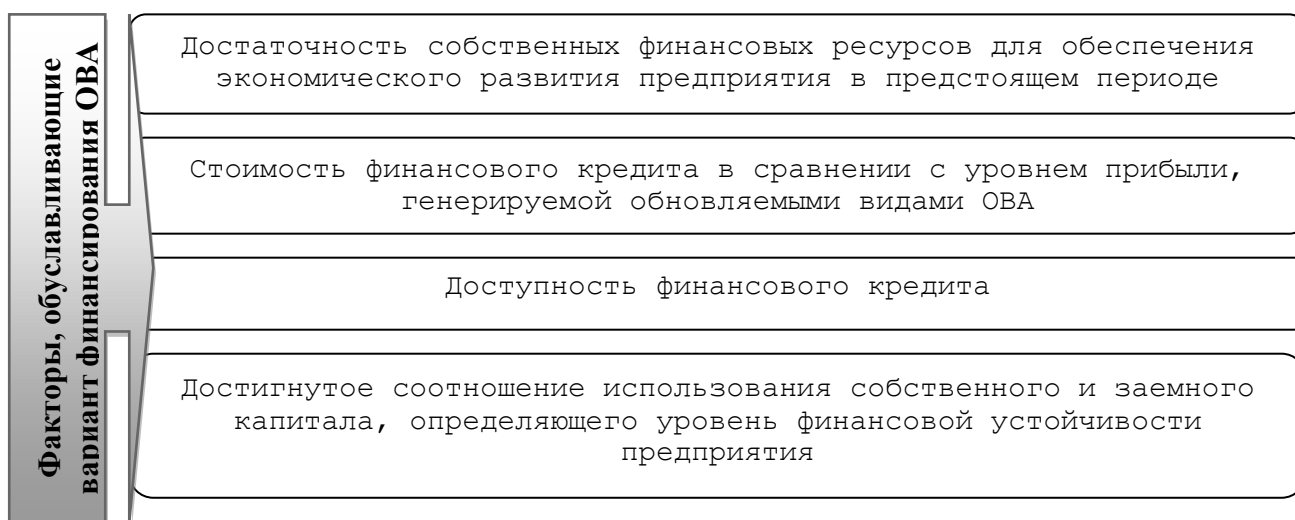 Факторы, обуславливающие
вариант финансирования ОВА
Достаточность собственных финансовых ресурсов для обеспечения
экономического развития предприятия в предстоящем периоде
Стоимость финансового кредита в сравнении с уровнем прибыли,
генерируемой обновляемыми видами ОВА
Доступность финансового кредита
Достигнутое соотношение использования собственного и заемного
капитала, определяющего уровень финансовой устойчивости
предприятия